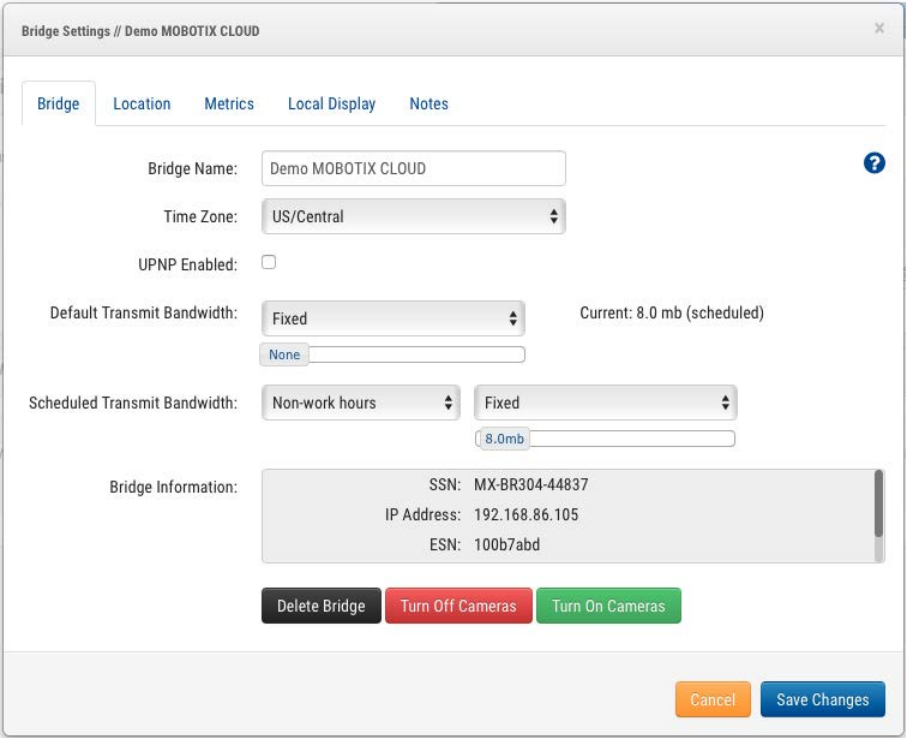 Bridge Settings // Demo MOBOTIX CLOUD ×
Bridge Location Metrics Local Display Notes
Bridge Name: Demo MOBOTIX CLOUD ?
Time Zone: US/Central
UPNP Enabled:
Default Transmit Bandwidth: Fixed Current: 8.0 mb (scheduled)
None
Scheduled Transmit Bandwidth: Non-work hours Fixed
8.0mb
Bridge Information: SSN: MX-BR304-44837
IP Address: 192.168.86.105
ESN: 100b7abd
Delete Bridge Turn Off Cameras Turn On Cameras
Cancel Save Changes